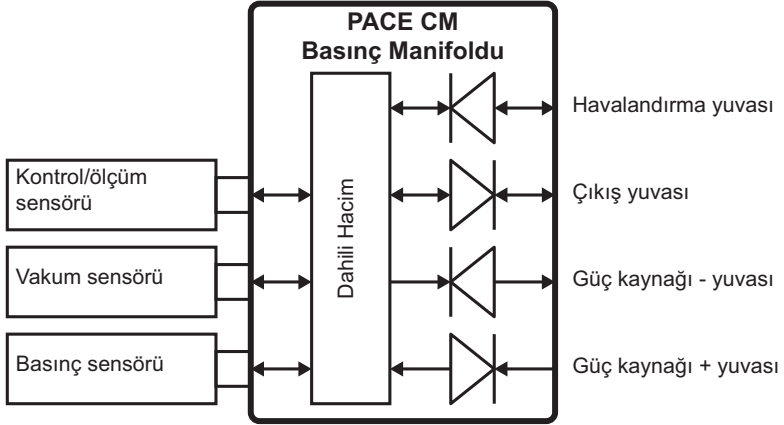 PACE CM
Basınç Manifoldu
Kontrol/ölçüm
sensörü
Vakum sensörü
Basınç sensörü
Dahili Hacim
Havalandırma yuvası
Çıkış yuvası
Güç kaynağı - yuvası
Güç kaynağı + yuvası